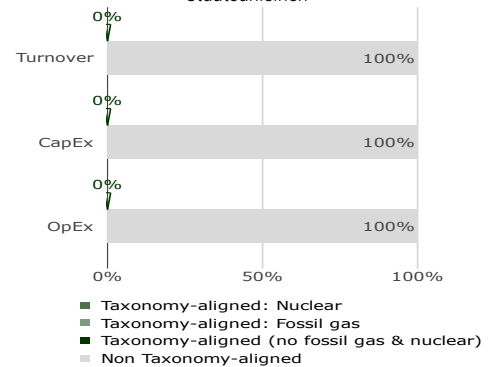 0%
Turnover 100%
0%
CapEx 100%
0%
OpEx 100%
0% 50% 100%
Taxonomy-aligned: Nuclear
Taxonomy-aligned: Fossil gas
Taxonomy-aligned (no fossil gas & nuclear)
Non Taxonomy-aligned